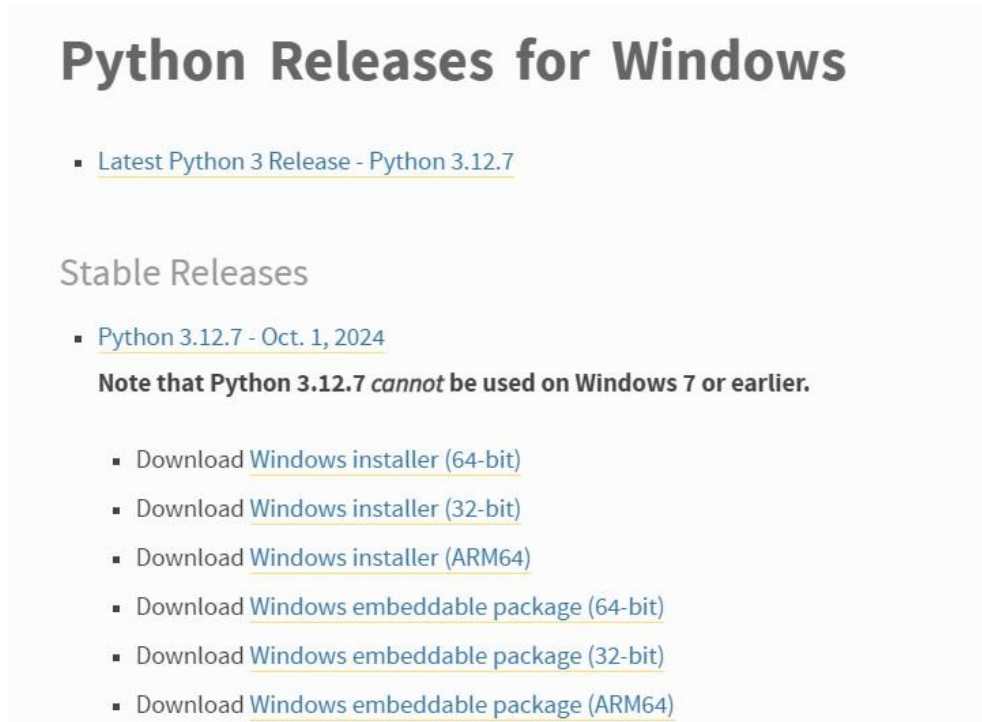 Python Releases for Windows
Latest Python 3 Release - Python 3.12.7
Stable Releases
Python 3.12.7 - Oct. 1, 2024
Note that Python 3.12.7 cannot be used on Windows 7 or earlier.
Download Windows installer (64-bit)
Download Windows installer (32-bit)
Download Windows installer (ARM64)
Download Windows embeddable package (64-bit)
Download Windows embeddable package (32-bit)
Download Windows embeddable package (ARM64)